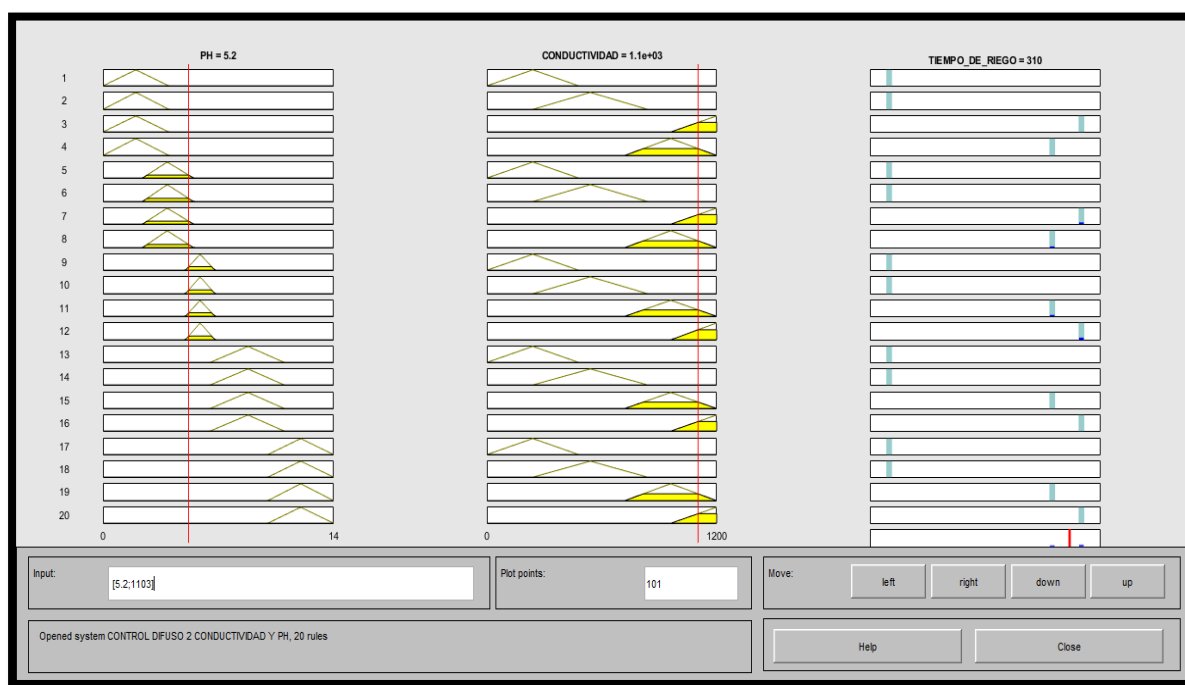 PH = 5.2
CONDUCTIVIDAD = 1.1e+03
TIEMPO_DE_RIEGO = 310
1
2
3
4
5
6
7
8
9
10
11
12
13
14
15
16
17
18
19
20
0 14
0 1200
Input:
[5.2;1103]
Plot points:
101
Move:
left
right
down
up
Opened system CONTROL DIFUSO 2 CONDUCTIVIDAD Y PH, 20 rules
Help
Close